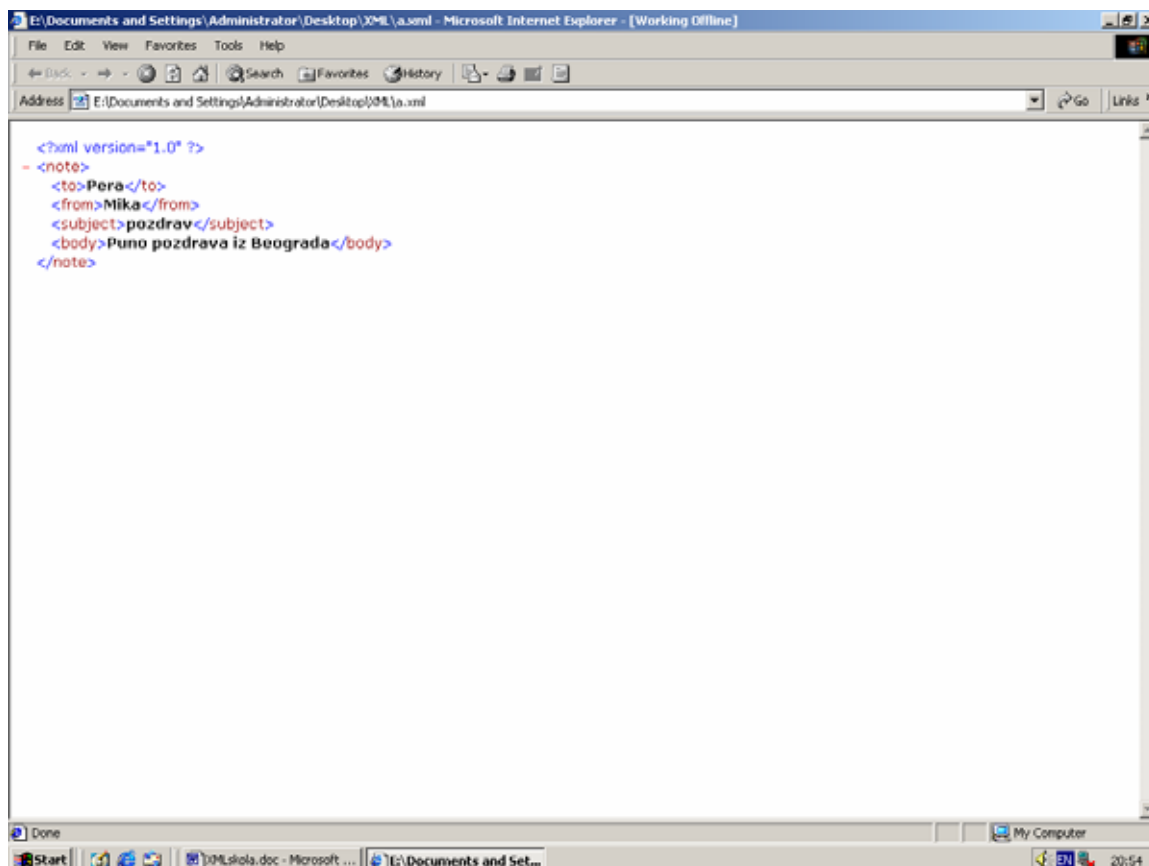 E:\Documents and Settings\Administrator\Desktop\XML\a.xml - Microsoft Internet Explorer - [Working Offline]
File Edit View Favorites Tools Help
Back Search Favorites History
Address E:\Documents and Settings\Administrator\Desktop\XML\a.xml Go Links
<?xml version="1.0" ?>
- <note>
<to>Pera</to>
<from>Mika</from>
<subject>pozdrav</subject>
<body>Puno pozdrava iz Beograda</body>
</note>
Done My Computer
Start XMLskola.doc - Microsoft ... E:\Documents and Set... EN 20:54